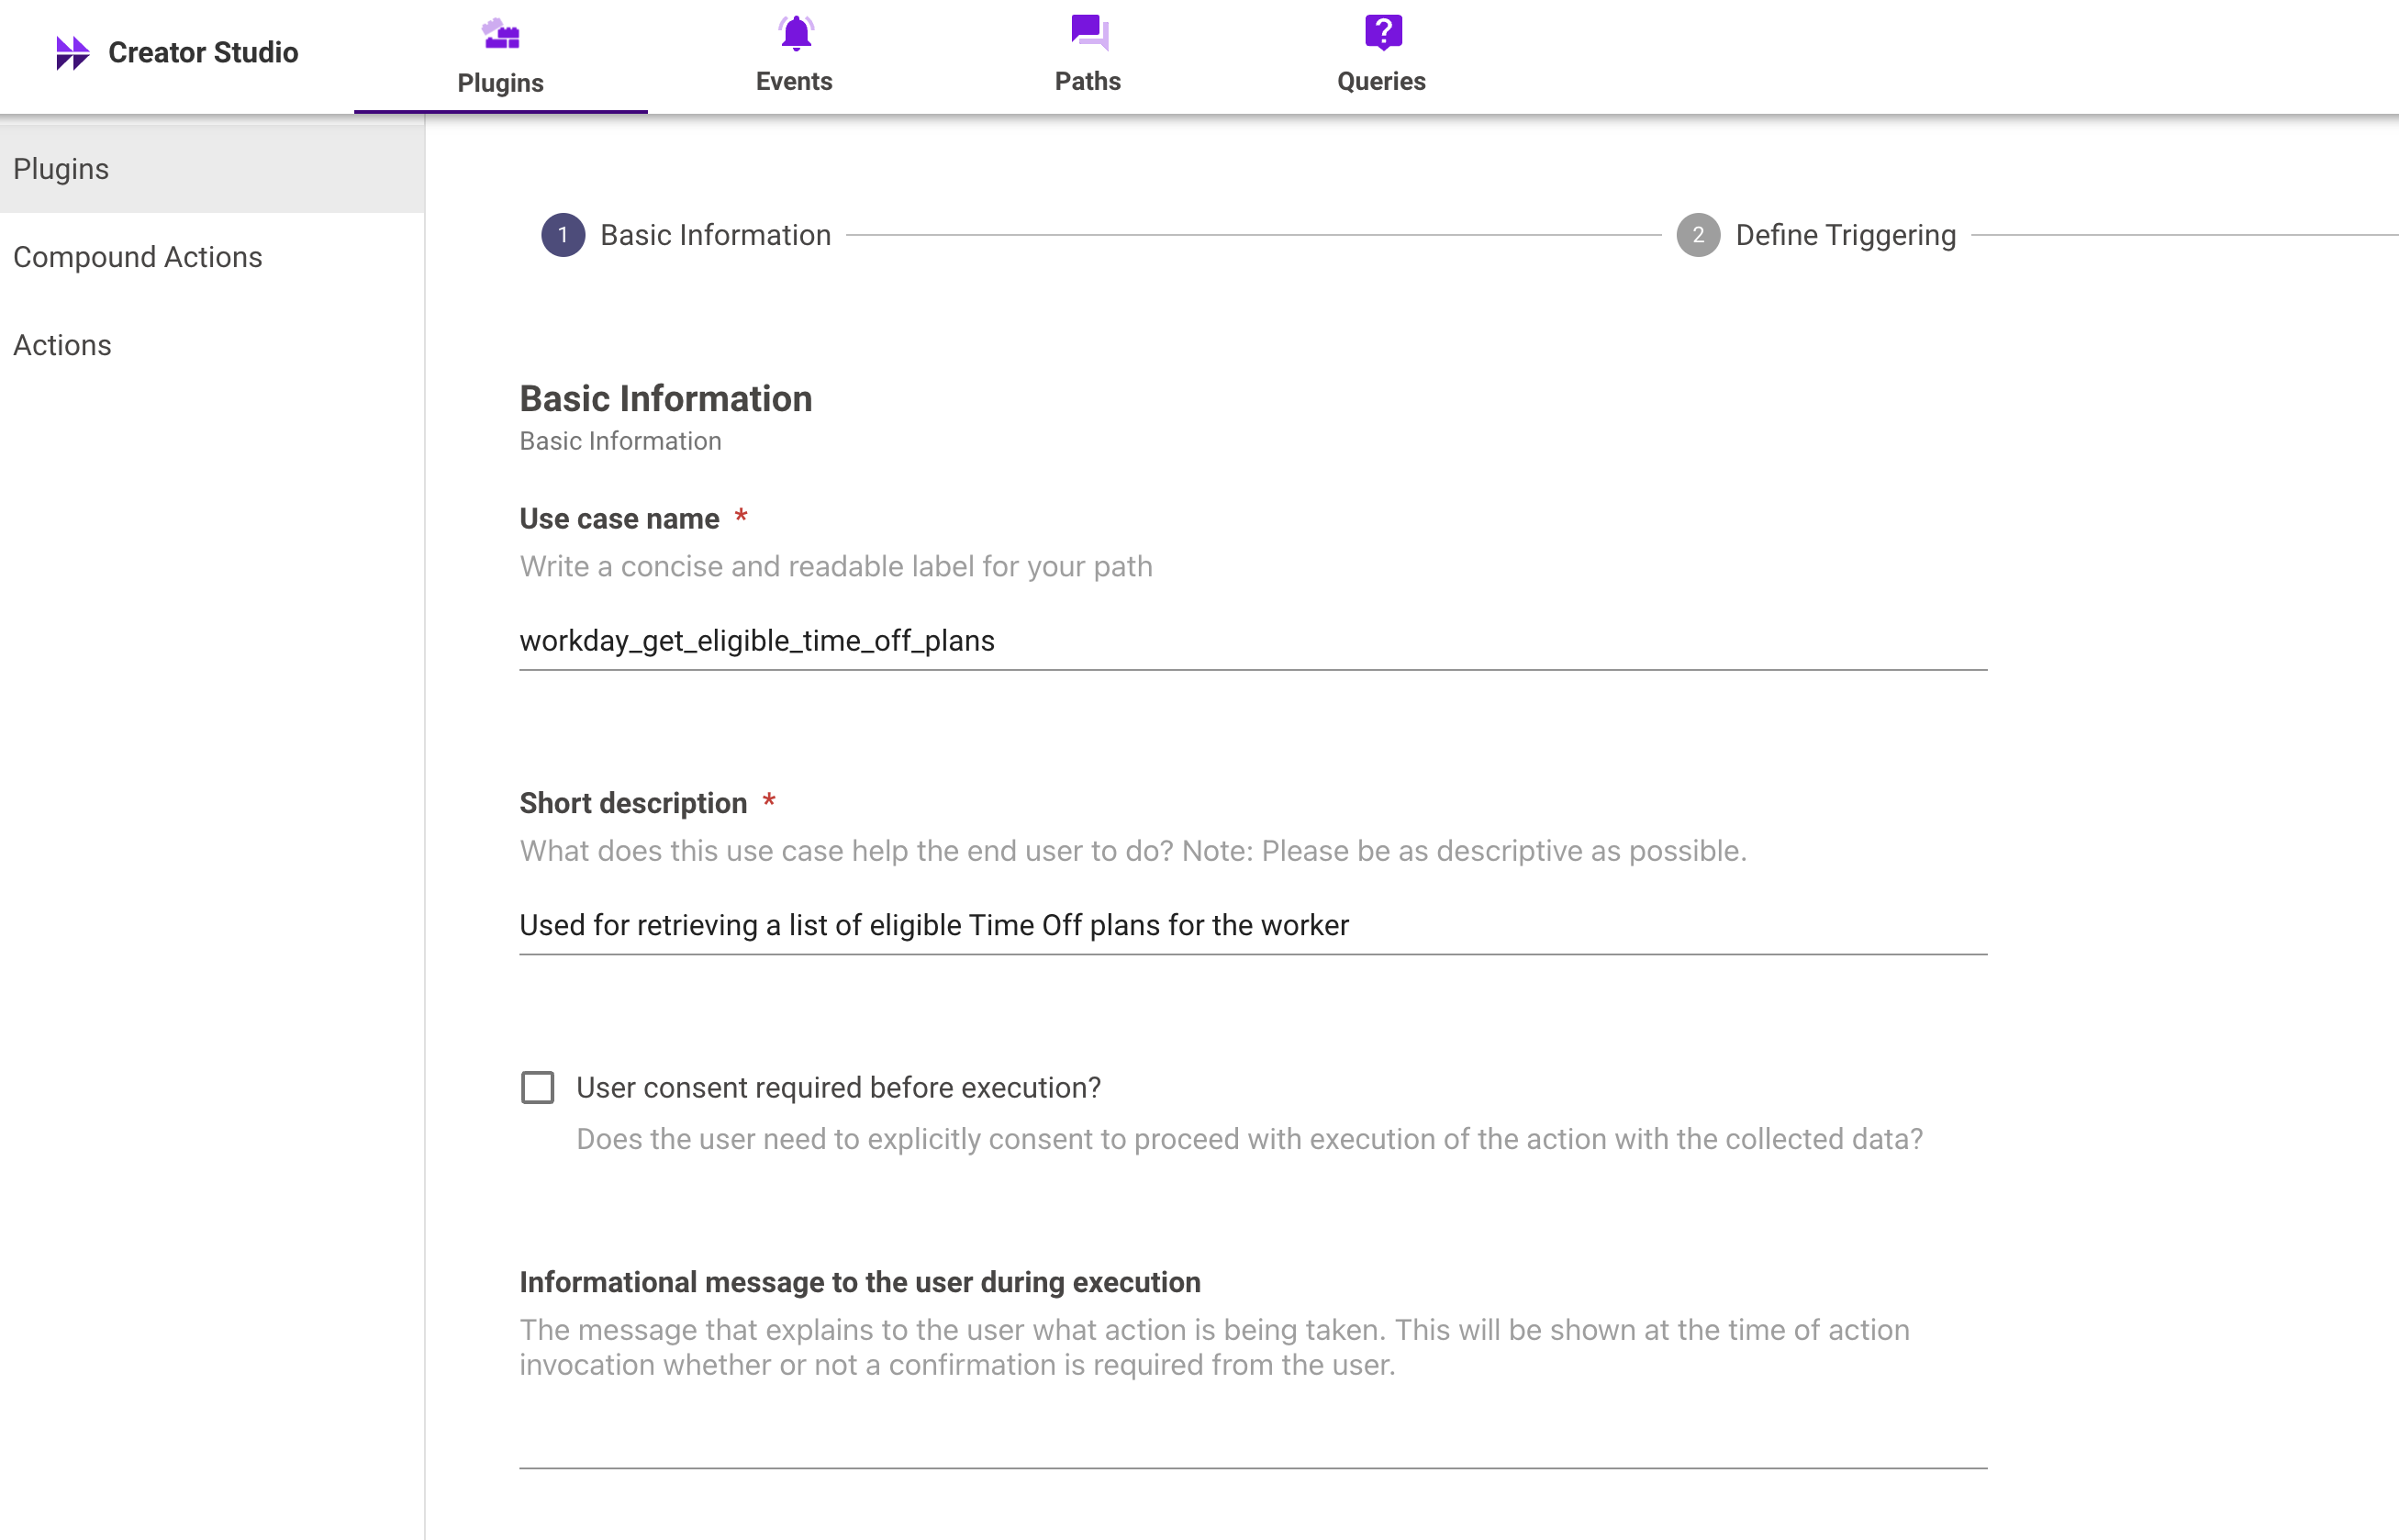 Creator Studio
Plugins
Events
Paths
?
Queries
Plugins
Compound Actions
Actions
1 Basic Information
2 Define Triggering
Basic Information
Basic Information
Use case name *
Write a concise and readable label for your path
workday_get_eligible_time_off_plans
Short description *
What does this use case help the end user to do? Note: Please be as descriptive as possible.
Used for retrieving a list of eligible Time Off plans for the worker
User consent required before execution?
Does the user need to explicitly consent to proceed with execution of the action with the collected data?
Informational message to the user during execution
The message that explains to the user what action is being taken. This will be shown at the time of action
invocation whether or not a confirmation is required from the user.